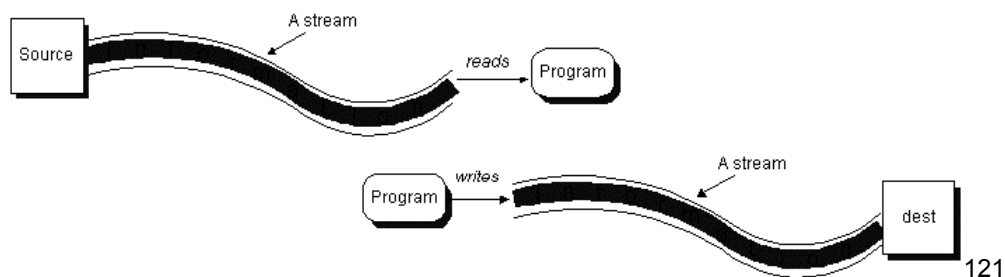 A stream
Source
reads
Program
A stream
Program
writes
dest
121